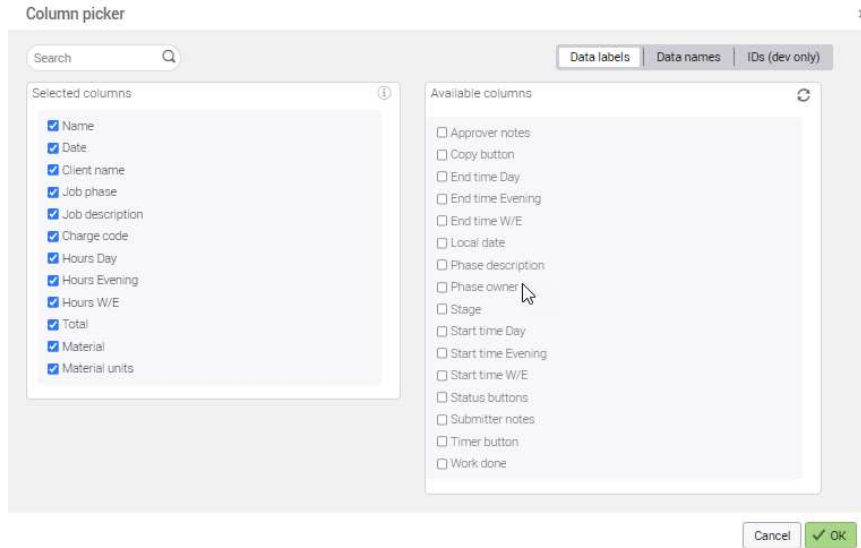 Column picker
Search
Data labels
Data names
IDs (dev only)
Selected columns
Name
Date
Client name
Job phase
Job description
Charge code
Hours Day
Hours Evening
Hours W/E
Total
Material
Material units
Available columns
Approver notes
Copy button
End time Day
End time Evening
End time W/E
Local date
Phase description
Phase owner
Stage
Start time Day
Start time Evening
Start time W/E
Status buttons
Submitter notes
Timer button
Work done
Cancel
OK